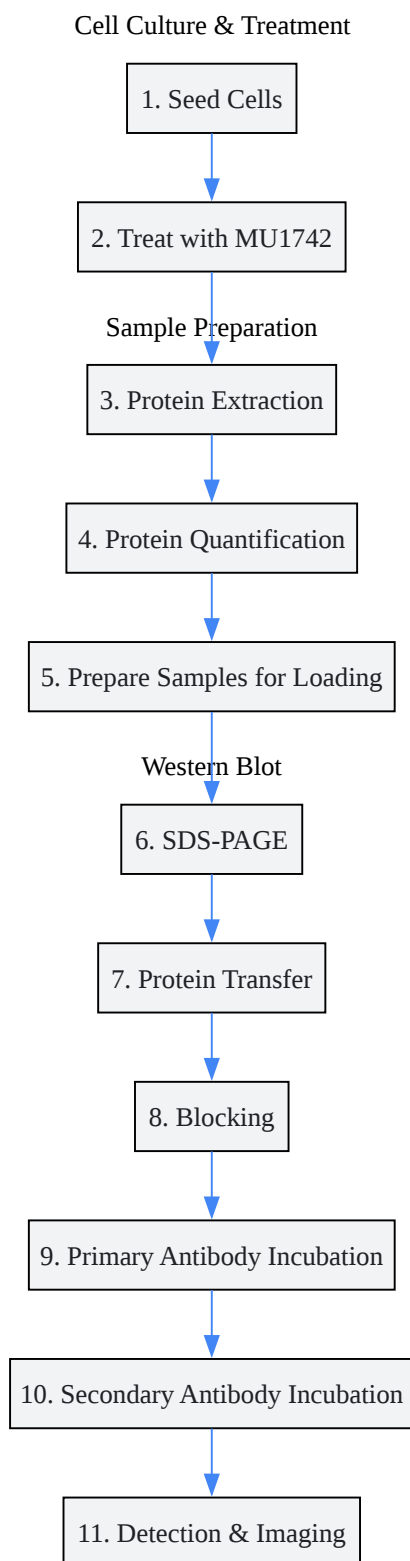 Cell Culture & Treatment
1. Seed Cells
2. Treat with MU1742
Sample Preparation
3. Protein Extraction
4. Protein Quantification
5. Prepare Samples for Loading
Western Blot
6. SDS-PAGE
7. Protein Transfer
8. Blocking
9. Primary Antibody Incubation
10. Secondary Antibody Incubation
11. Detection & Imaging